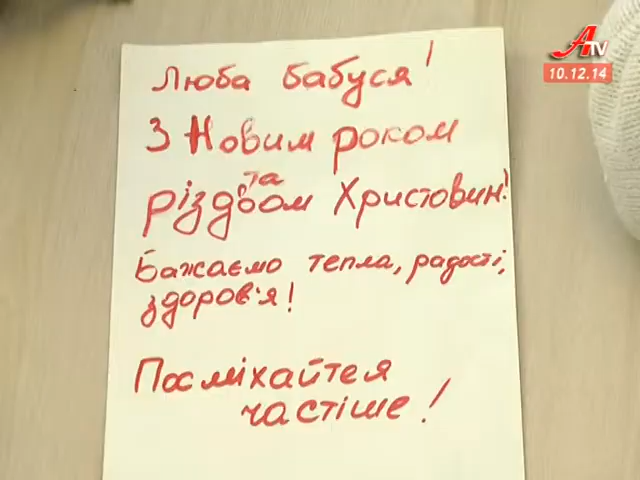 Люба бабуся!
З Новим роком
та
різдвом Христовим!
Бажаємо тепла, радості,
здоров'я!
Посміхайтеся
частіше!
ATV
10.12.14